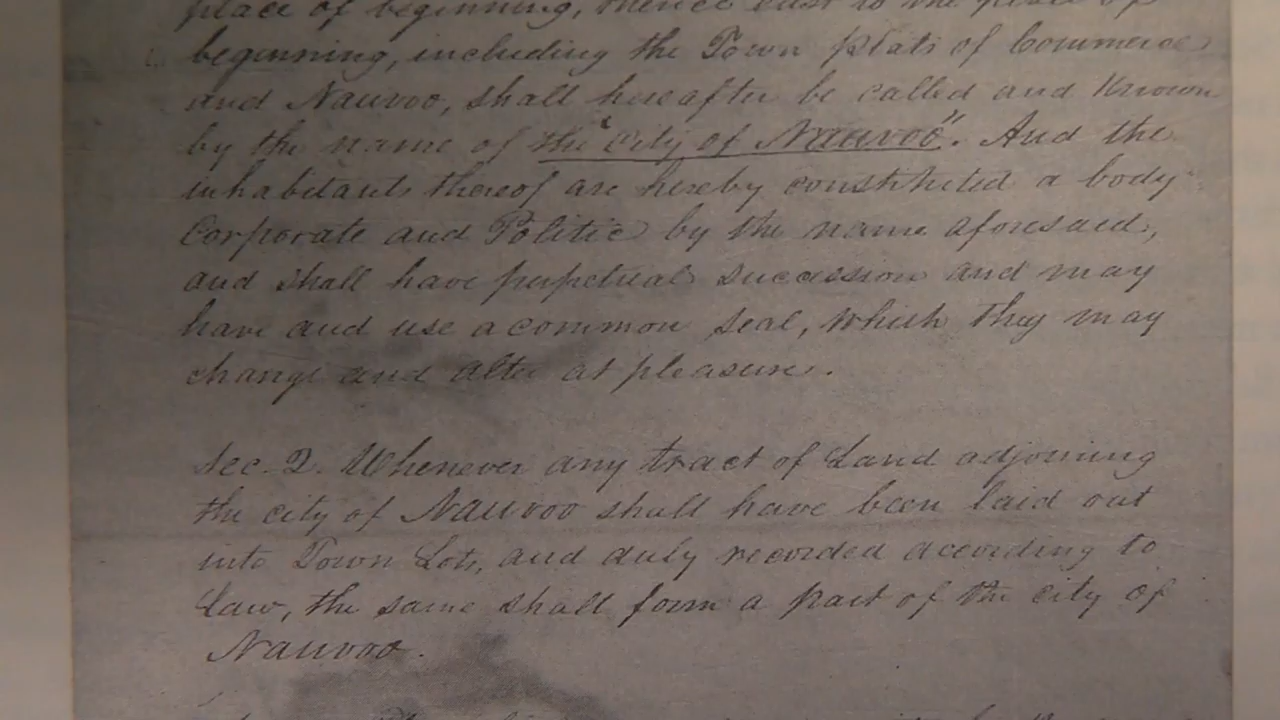 place of beginning, thence east to the place of
beginning, including the Town plats of Commerce
and Nauvoo, shall hereafter be called and Known
by the name of the "City of Nauvoo". And the
inhabitants thereof are hereby constituted a body
Corporate and Politic by the name aforesaid,
and shall have perpetual succession and may
have and use a common seal, which they may
change and alter at pleasure.
Sec. 2. Whenever any tract of Land adjoining
the city of Nauvoo shall have been laid out
into Town Lots, and duly recorded according to
Law, the same shall form a part of the city of
Nauvoo.